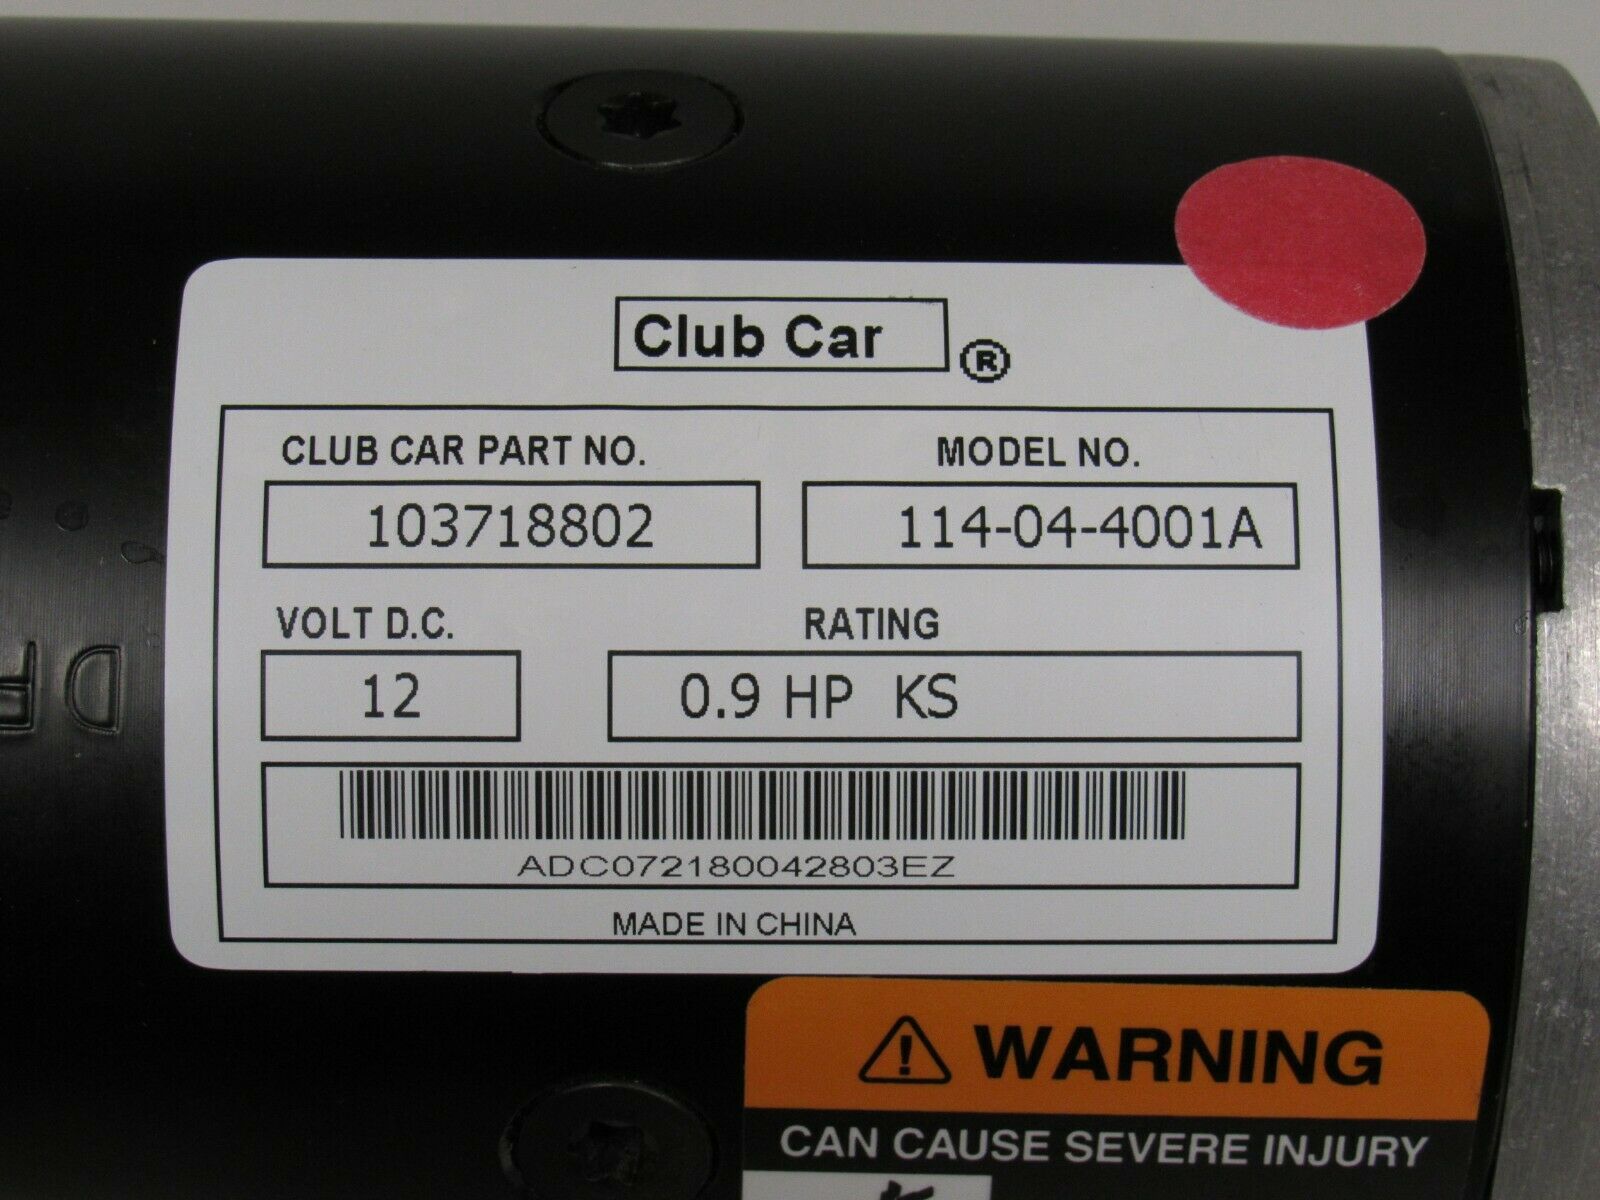 Club Car ®
CLUB CAR PART NO. MODEL NO.
103718802 114-04-4001A
VOLT D.C. RATING
12 0.9 HP KS
ADC072180042803EZ
MADE IN CHINA
WARNING
CAN CAUSE SEVERE INJURY